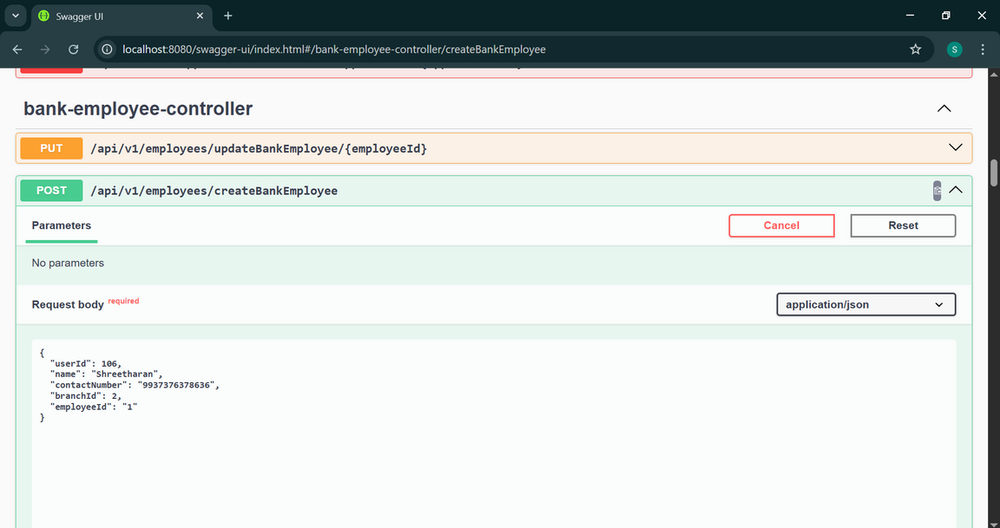 Swagger UI
localhost:8080/swagger-ui/index.html#/bank-employee-controller/createBankEmployee
S
bank-employee-controller
PUT /api/v1/employees/updateBankEmployee/{employeeId}
POST /api/v1/employees/createBankEmployee
Parameters
Cancel
Reset
No parameters
Request body required
application/json
{
"userId": 106,
"name": "Shreetharan",
"contactNumber": "9937376378636",
"branchId": 2,
"employeeId": "1"
}